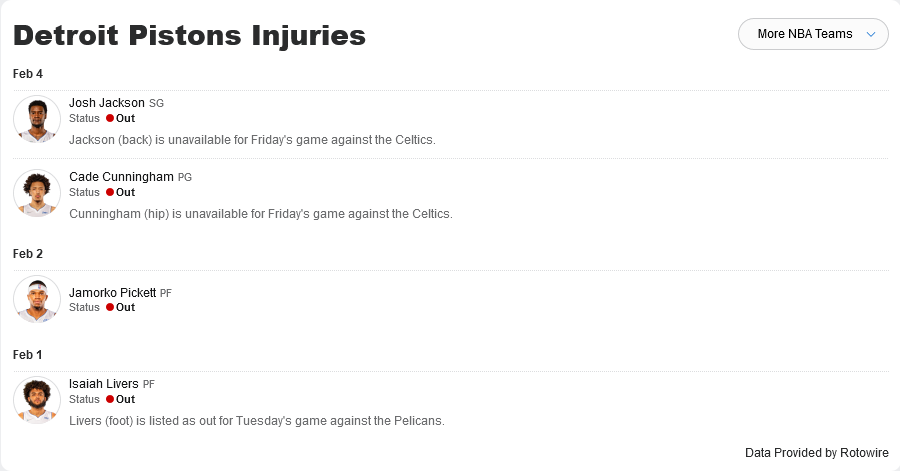 Detroit Pistons Injuries
More NBA Teams
Feb 4
Josh Jackson SG
Status Out
Jackson (back) is unavailable for Friday's game against the Celtics.
Cade Cunningham PG
Status Out
Cunningham (hip) is unavailable for Friday's game against the Celtics.
Feb 2
Jamorko Pickett PF
Status Out
Feb 1
Isaiah Livers PF
Status Out
Livers (foot) is listed as out for Tuesday's game against the Pelicans.
Data Provided by Rotowire